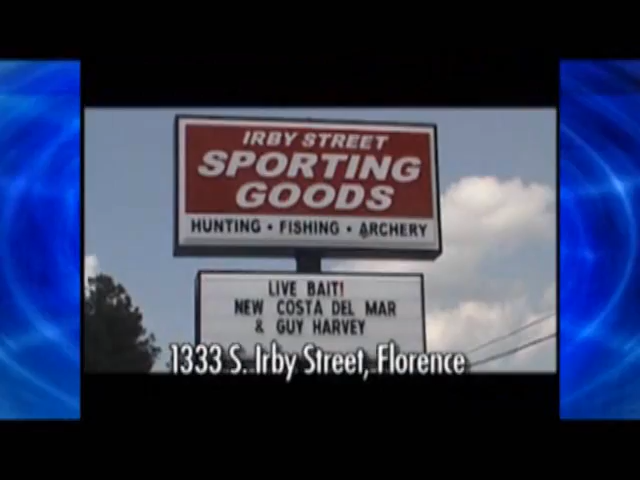 IRBY STREET
SPORTING
GOODS
HUNTING • FISHING • ARCHERY
LIVE BAIT!
NEW COSTA DEL MAR
& GUY HARVEY
1333 S. Irby Street, Florence